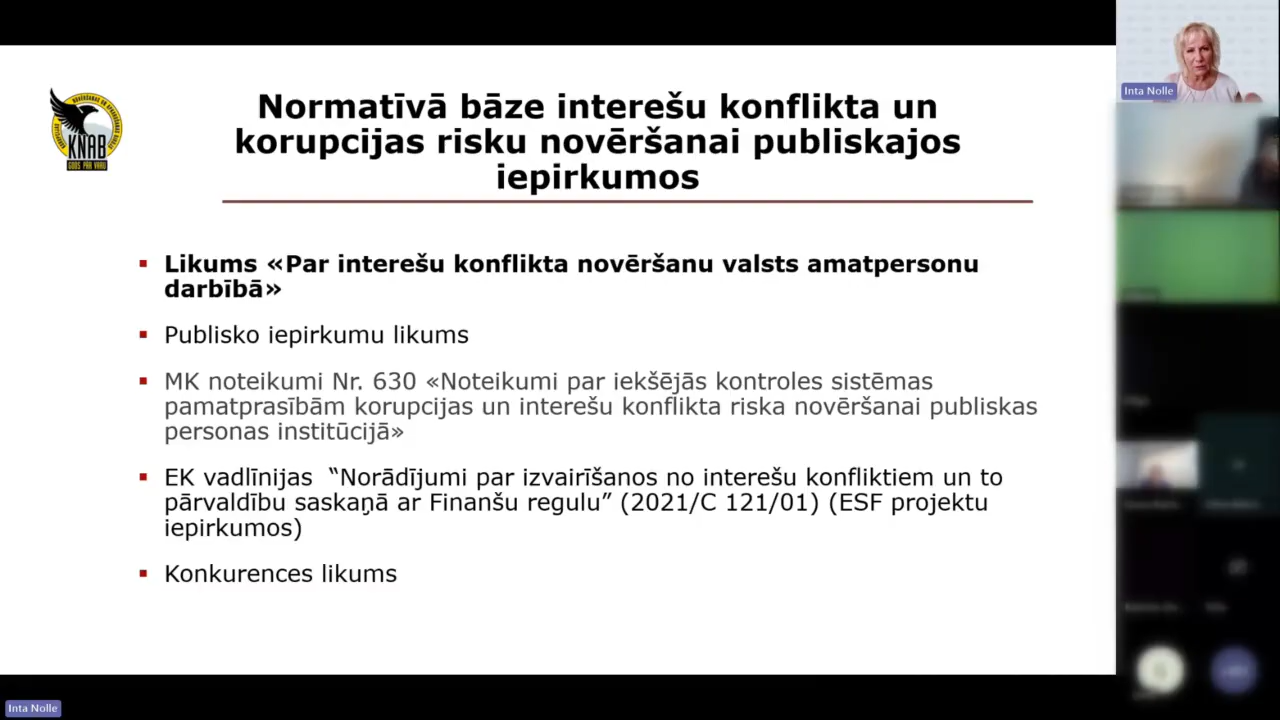 Normatīvā bāze interešu konflikta un
korupcijas risku novēršanai publiskajos
iepirkumos
KNAB
▪ Likums «Par interešu konflikta novēršanu valsts amatpersonu
darbībā»
▪ Publisko iepirkumu likums
▪ MK noteikumi Nr. 630 «Noteikumi par iekšējās kontroles sistēmas
pamatprasībām korupcijas un interešu konflikta riska novēršanai publiskas
personas institūcijā»
▪ EK vadlīnijas “Norādījumi par izvairīšanos no interešu konfliktiem un to
pārvaldību saskaņā ar Finanšu regulu” (2021/C 121/01) (ESF projektu
iepirkumos)
▪ Konkurences likums
Inta Nolle
Inta Nolle